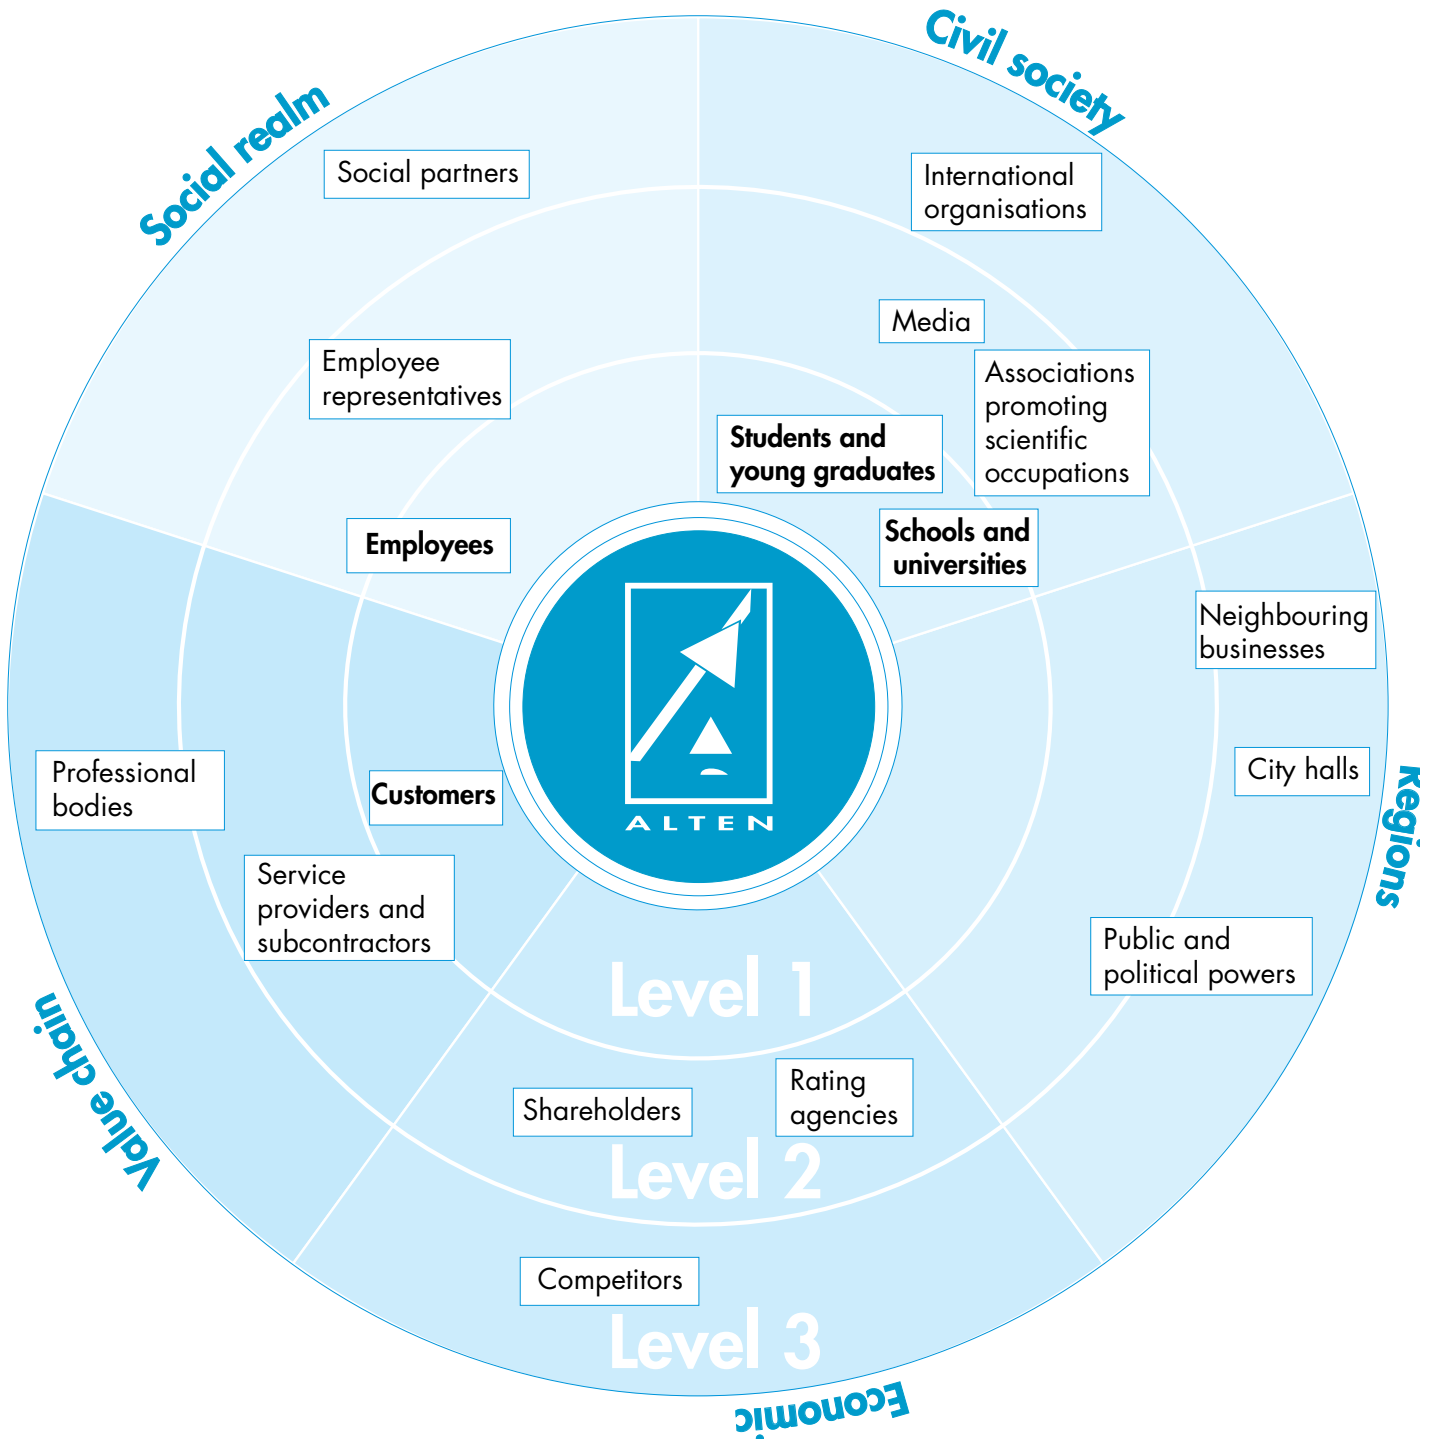 Civil society
Social realm
Social partners
International
organisations
Media
Employee
representatives
Associations
promoting
scientific
occupations
Students and
young graduates
Employees
Schools and
universities
Neighbouring
businesses
ALTEN
City halls
Regions
Professional
bodies
Customers
Service
providers and
subcontractors
Public and
political powers
Level 1
Value chain
Shareholders
Rating
agencies
Level 2
Competitors
Level 3
Economic